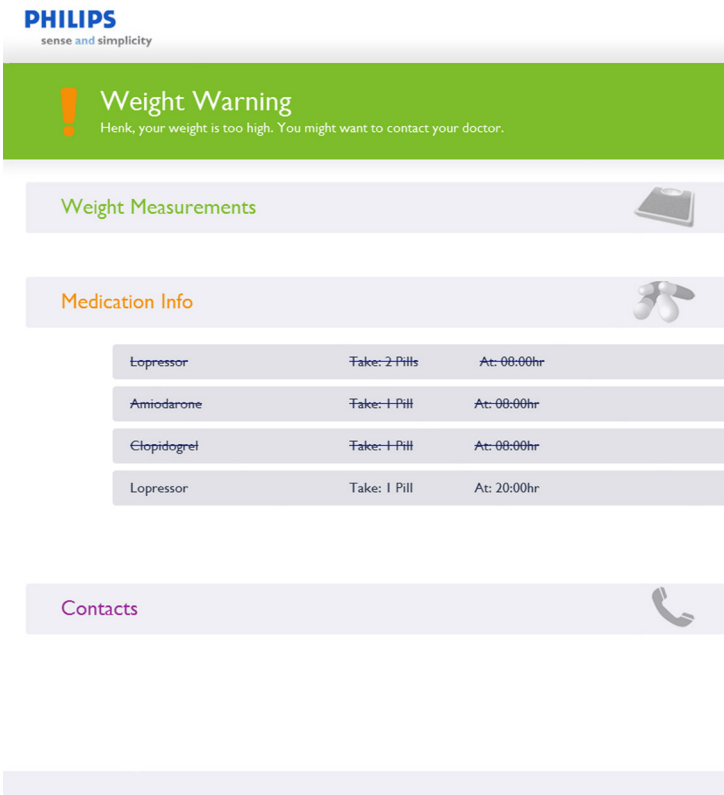 PHILIPS
sense and simplicity
Weight Warning
Henk, your weight is too high. You might want to contact your doctor.
Weight Measurements
Medication Info
Lopressor Take: 2 Pills At: 08:00hr
Amiodarone Take: 1 Pill At: 08:00hr
Clopidogrel Take: 1 Pill At: 08:00hr
Lopressor Take: 1 Pill At: 20:00hr
Contacts